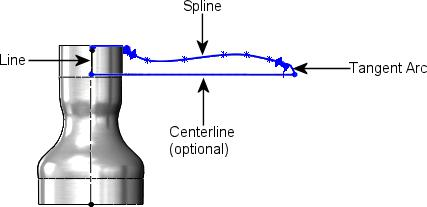 Spline
Line
Tangent Arc
Centerline
(optional)